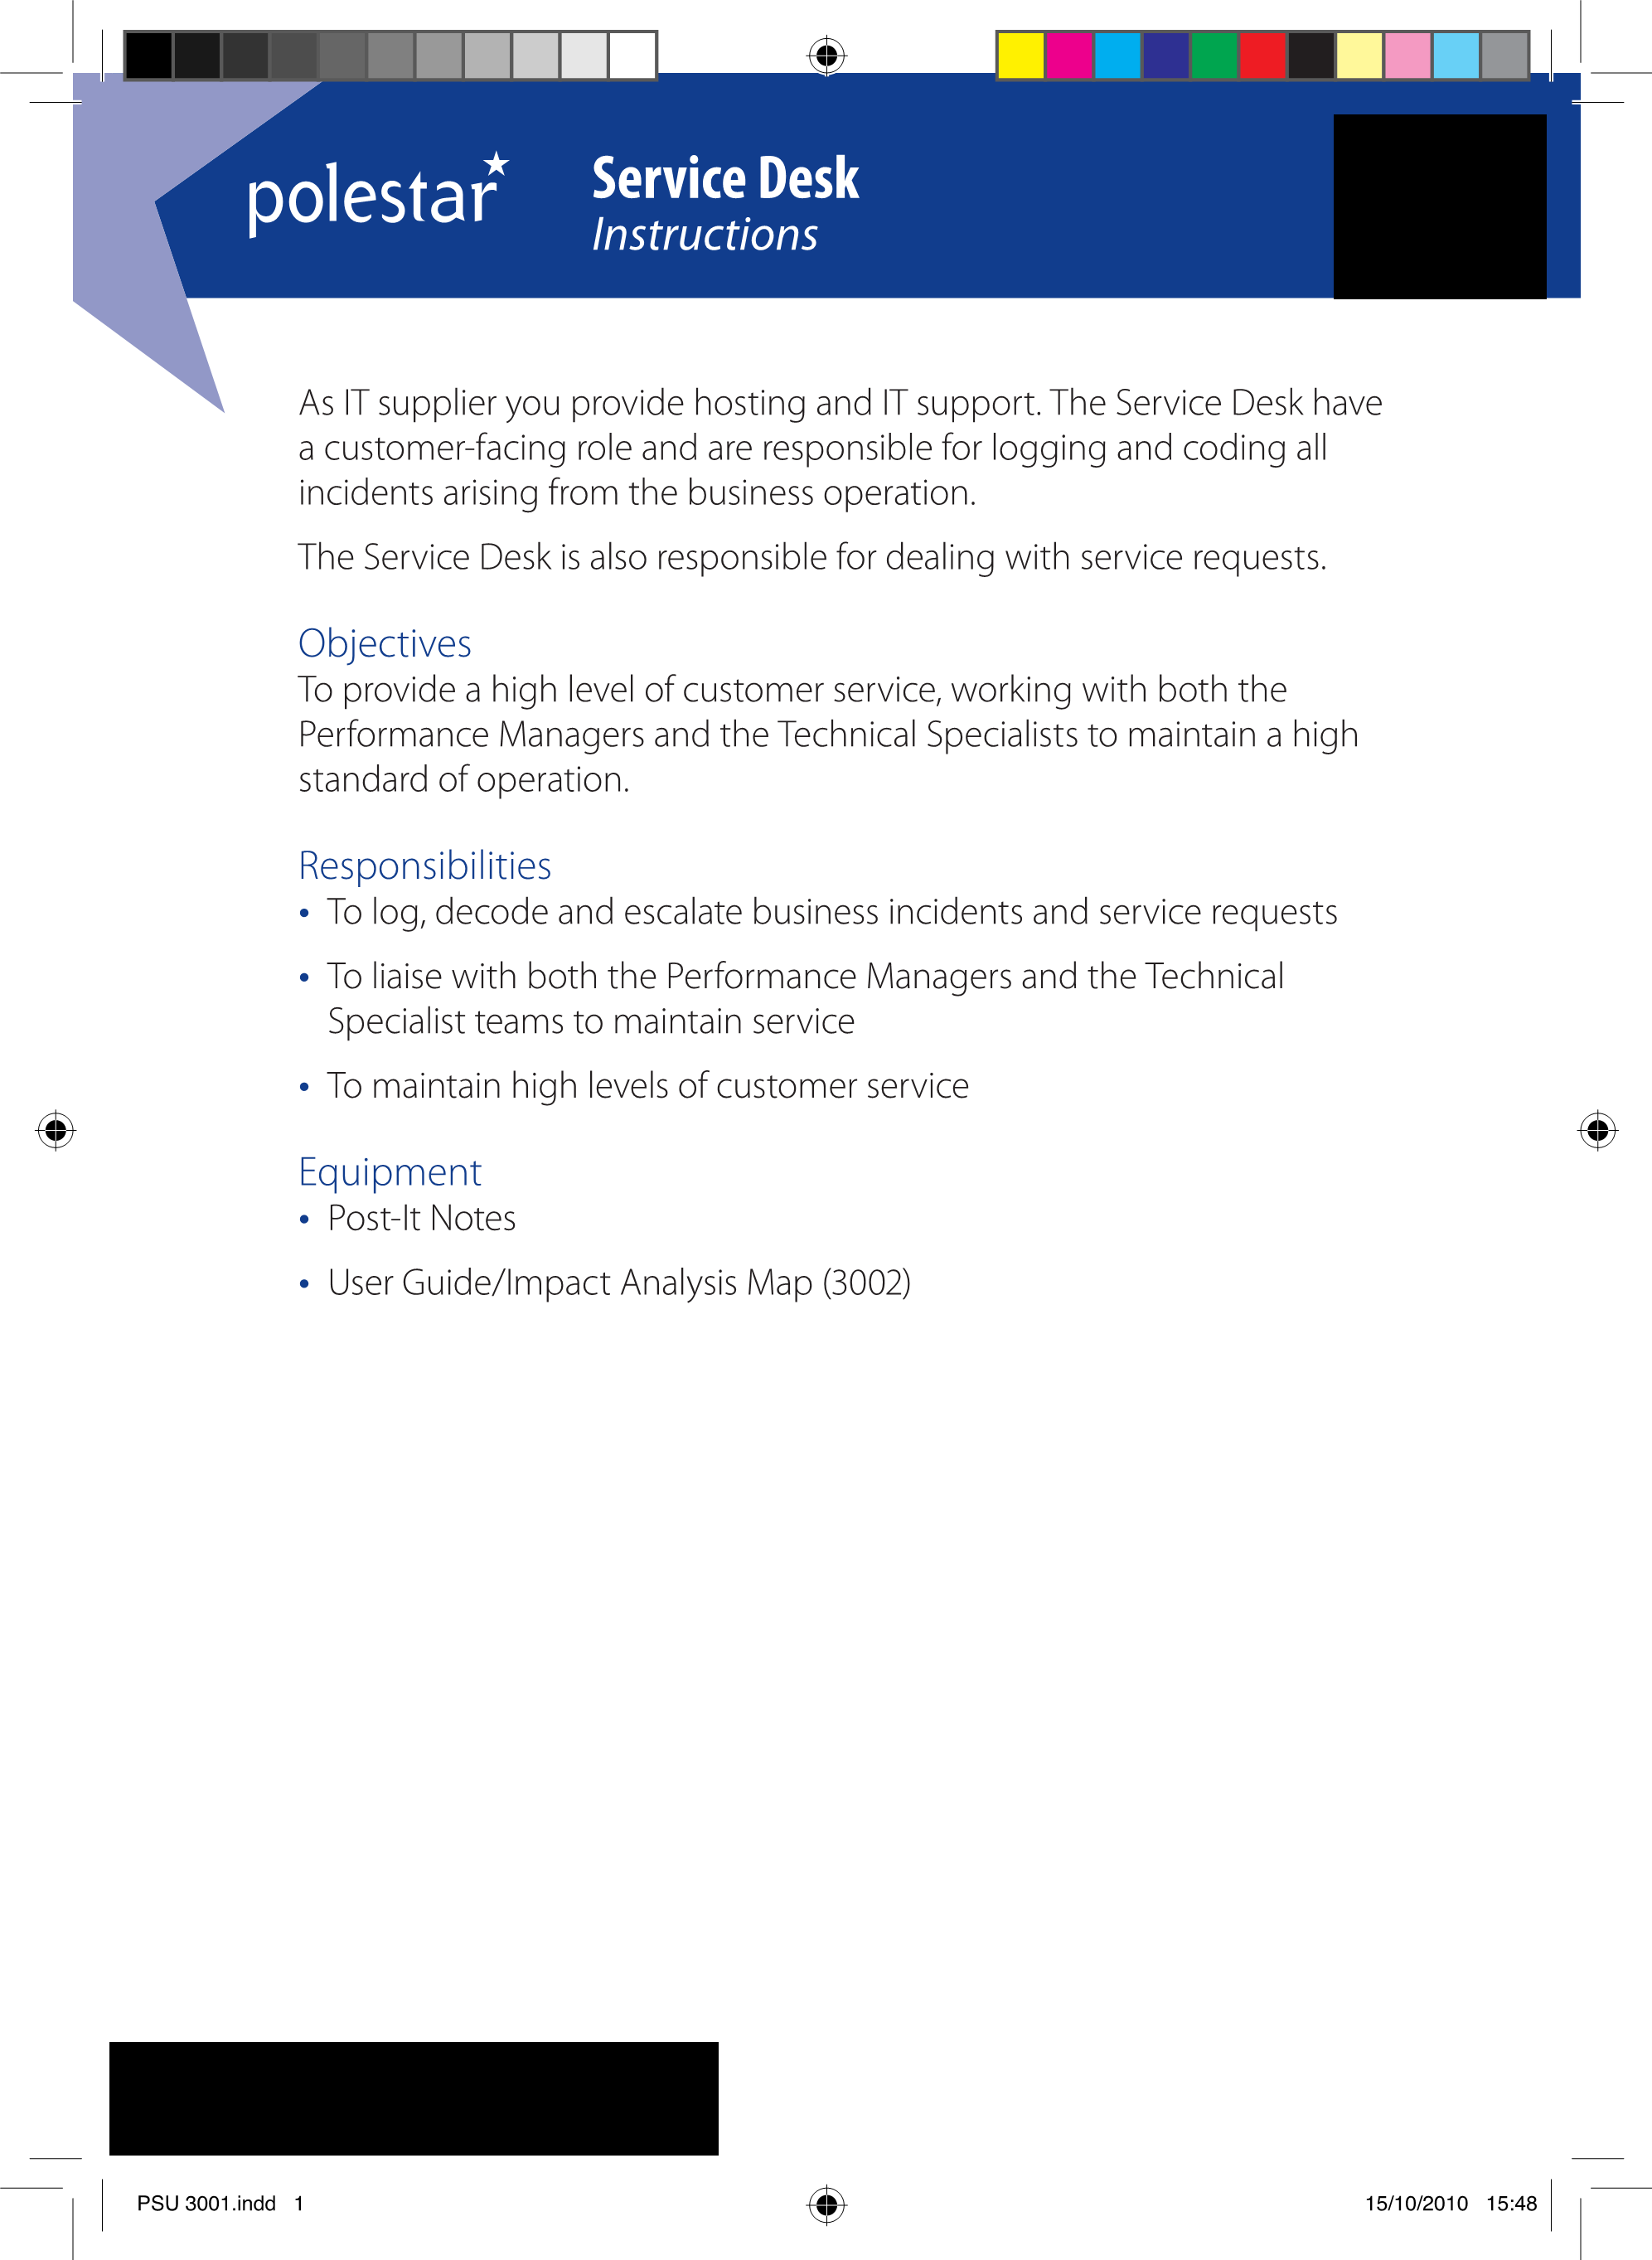 polestar
Service Desk
Instructions
As IT supplier you provide hosting and IT support. The Service Desk have
a customer-facing role and are responsible for logging and coding all
incidents arising from the business operation.
The Service Desk is also responsible for dealing with service requests.
Objectives
To provide a high level of customer service, working with both the
Performance Managers and the Technical Specialists to maintain a high
standard of operation.
Responsibilities
• To log, decode and escalate business incidents and service requests
• To liaise with both the Performance Managers and the Technical
Specialist teams to maintain service
• To maintain high levels of customer service
Equipment
• Post-It Notes
• User Guide/Impact Analysis Map (3002)
PSU 3001.indd 1
15/10/2010 15:48